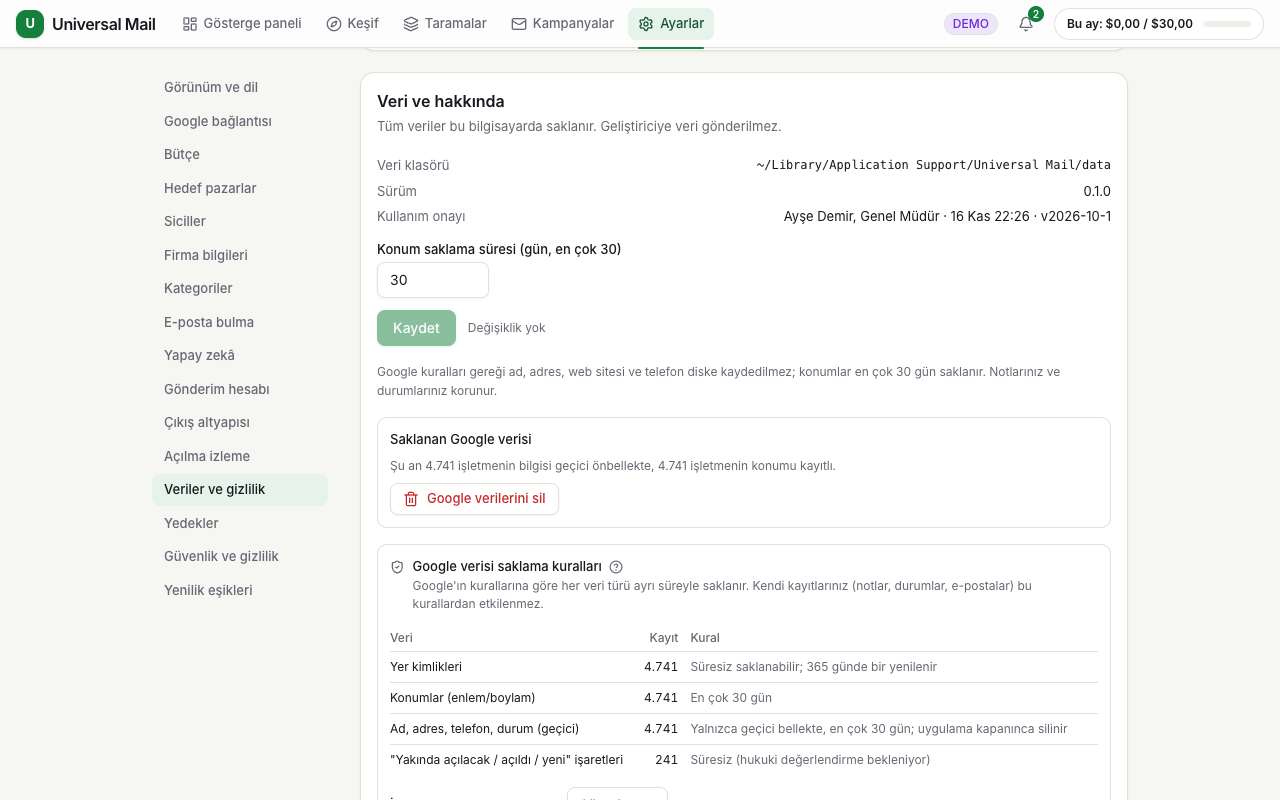 U Universal Mail Gösterge paneli Keşif Taramalar Kampanyalar Ayarlar DEMO 2 Bu ay: $0,00 / $30,00
Görünüm ve dil
Google bağlantısı
Bütçe
Hedef pazarlar
Siciller
Firma bilgileri
Kategoriler
E-posta bulma
Yapay zekâ
Gönderim hesabı
Çıkış altyapısı
Açılma izleme
Veriler ve gizlilik
Yedekler
Güvenlik ve gizlilik
Yenilik eşikleri
Veri ve hakkında
Tüm veriler bu bilgisayarda saklanır. Geliştiriciye veri gönderilmez.
Veri klasörü ~/Library/Application Support/Universal Mail/data
Sürüm 0.1.0
Kullanım onayı Ayşe Demir, Genel Müdür · 16 Kas 22:26 · v2026-10-1
Konum saklama süresi (gün, en çok 30)
30
Kaydet Değişiklik yok
Google kuralları gereği ad, adres, web sitesi ve telefon diske kaydedilmez; konumlar en çok 30 gün saklanır. Notlarınız ve
durumlarınız korunur.
Saklanan Google verisi
Şu an 4.741 işletmenin bilgisi geçici önbellekte, 4.741 işletmenin konumu kayıtlı.
Google verilerini sil
Google verisi saklama kuralları
Google'ın kurallarına göre her veri türü ayrı süreyle saklanır. Kendi kayıtlarınız (notlar, durumlar, e-postalar) bu
kurallardan etkilenmez.
Veri Kayıt Kural
Yer kimlikleri 4.741 Süresiz saklanabilir; 365 günde bir yenilenir
Konumlar (enlem/boylam) 4.741 En çok 30 gün
Ad, adres, telefon, durum (geçici) 4.741 Yalnızca geçici bellekte, en çok 30 gün; uygulama kapanınca silinir
"Yakında açılacak / açıldı / yeni" işaretleri 241 Süresiz (hukuki değerlendirme bekleniyor)